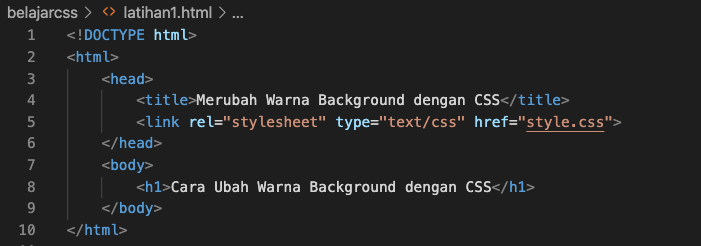 belajarcss > <> latihan1.html > ...
1 <!DOCTYPE html>
2 <html>
3 <head>
4 <title>Merubah Warna Background dengan CSS</title>
5 <link rel="stylesheet" type="text/css" href="style.css">
6 </head>
7 <body>
8 <h1>Cara Ubah Warna Background dengan CSS</h1>
9 </body>
10 </html>